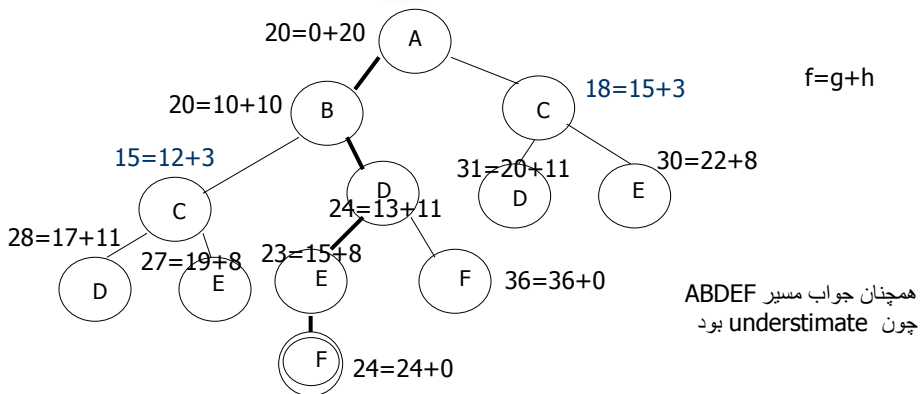 20=0+20
A
f=g+h
18=15+3
20=10+10
B
C
15=12+3
31=20+11
30=22+8
D
24=13+11
D
E
C
28=17+11
27=19+8
23=15+8
D
E
E
F
36=36+0
همچنان جواب مسیر ABDEF
چون understimate بود
F
24=24+0